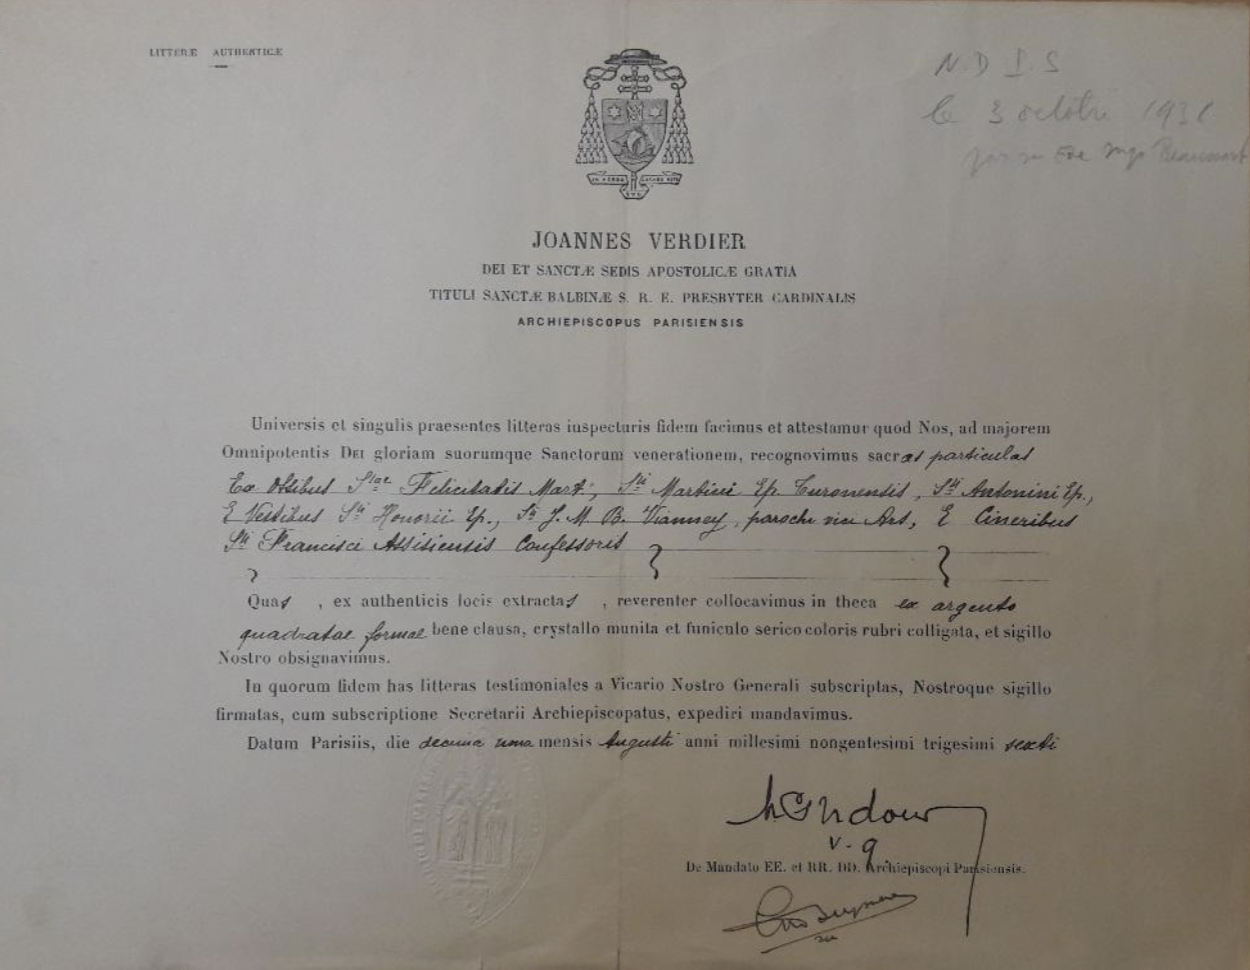 LITTERÆ AUTHENTICÆ
N.D I.S
le 3 octobre 193
par Mgr Beaussart
JOANNES VERDIER
DEI ET SANCTÆ SEDIS APOSTOLICÆ GRATIA
TITULI SANCTÆ BALBINÆ S. R. E. PRESBYTER CARDINALIS
ARCHIEPISCOPUS PARISIENSIS
Universis et singulis praesentes litteras inspecturis fidem facimus et attestamur quod Nos, ad majorem
Omnipotentis DEI gloriam suorumque Sanctorum venerationem, recognovimus sacras particulas
Ex Ossibus Stae Felicitatis Mart., Sti Martini Ep. Turonensis, Sti Antonini Ep.,
E Vestibus Sti Honorii Ep., Sti J. M. B. Vianney, parochi vici Ars, E Cineribus
Sti Francisci Assisiensis Confessoris
Quas , ex authenticis locis extractas , reverenter collocavimus in theca ex argento
quadratae formae bene clausa, crystallo munita et funiculo serico coloris rubri colligata, et sigillo
Nostro obsignavimus.
In quorum fidem has litteras testimoniales a Vicario Nostro Generali subscriptas, Nostroque sigillo
firmatas, cum subscriptione Secretarii Archiepiscopatus, expediri mandavimus.
Datum Parisiis, die decima nona mensis Augusti anni millesimi nongentesimi trigesimi sexti
v. g.
De Mandato EE. et RR. DD. Archiepiscopi Parisiensis.